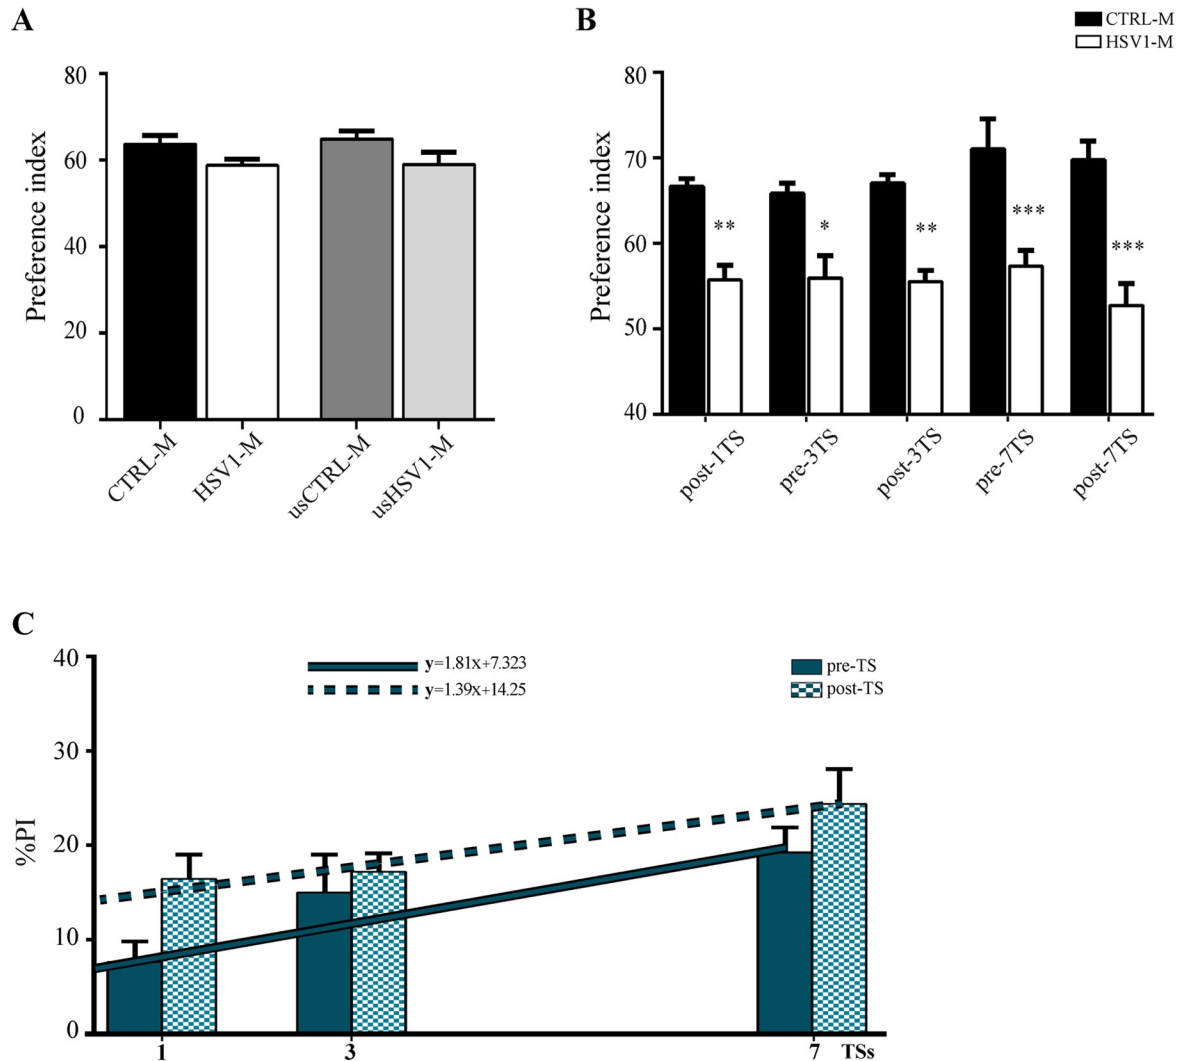 A
Preference index
80
60
40
20
0
CTRL-M
HSV1-M
usCTRL-M
usHSV1-M
B
CTRL-M
HSV1-M
Preference index
80
70
60
50
40
**
*
**
***
***
post-1TS
pre-3TS
post-3TS
pre-7TS
post-7TS
C
%PI
40
30
20
10
0
y=1.81x+7.323
y=1.39x+14.25
pre-TS
post-TS
1
3
7
TSs